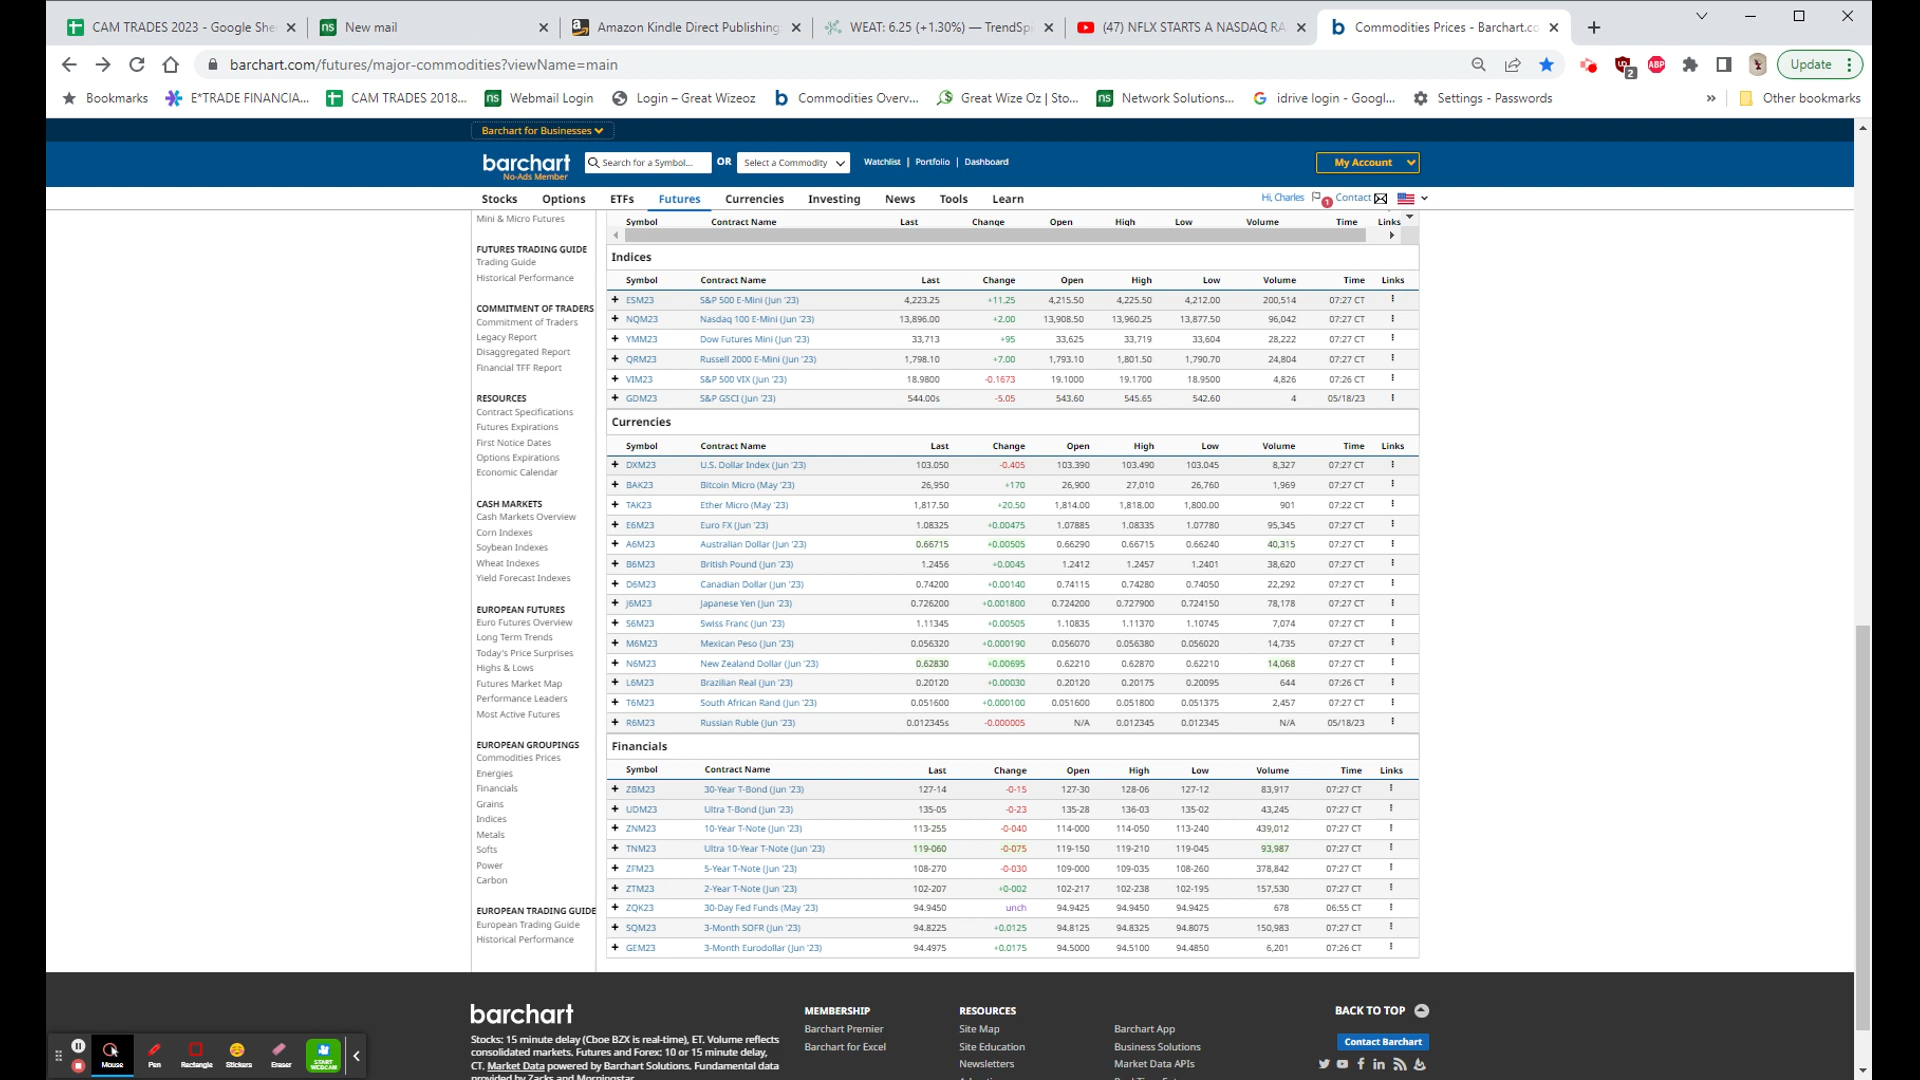 CAM TRADES 2023 - Google She
New mail
Amazon Kindle Direct Publishing
WEAT: 6.25 (+1.30%) — TrendSpi
(47) NFLX STARTS A NASDAQ RA
Commodities Prices - Barchart.co
barchart.com/futures/major-commodities?viewName=main
2
ABP
Update
Bookmarks
E*TRADE FINANCIA...
CAM TRADES 2018...
Webmail Login
Login – Great Wizeoz
Commodities Overv...
Great Wize Oz | Sto...
Network Solutions...
idrive login - Googl...
Settings - Passwords
Other bookmarks
Barchart for Businesses
barchart
No-Ads Member
Search for a Symbol... OR Select a Commodity
Watchlist | Portfolio | Dashboard
My Account
Stocks Options ETFs Futures Currencies Investing News Tools Learn
Hi, Charles 1 Contact
Mini & Micro Futures
FUTURES TRADING GUIDE
Trading Guide
Historical Performance
COMMITMENT OF TRADERS
Commitment of Traders
Legacy Report
Disaggregated Report
Financial TFF Report
RESOURCES
Contract Specifications
Futures Expirations
First Notice Dates
Options Expirations
Economic Calendar
CASH MARKETS
Cash Markets Overview
Corn Indexes
Soybean Indexes
Wheat Indexes
Yield Forecast Indexes
EUROPEAN FUTURES
Euro Futures Overview
Long Term Trends
Today's Price Surprises
Highs & Lows
Futures Market Map
Performance Leaders
Most Active Futures
EUROPEAN GROUPINGS
Commodities Prices
Energies
Financials
Grains
Indices
Metals
Softs
Power
Carbon
EUROPEAN TRADING GUIDE
European Trading Guide
Historical Performance
Symbol Contract Name Last Change Open High Low Volume Time Links
Indices
Symbol Contract Name Last Change Open High Low Volume Time Links
ESM23 S&P 500 E-Mini (Jun '23) 4,223.25 +11.25 4,215.50 4,225.50 4,212.00 200,514 07:27 CT
NQM23 Nasdaq 100 E-Mini (Jun '23) 13,896.00 +2.00 13,908.50 13,960.25 13,877.50 96,042 07:27 CT
YMM23 Dow Futures Mini (Jun '23) 33,713 +95 33,625 33,719 33,604 28,222 07:27 CT
QRM23 Russell 2000 E-Mini (Jun '23) 1,798.10 +7.00 1,793.10 1,801.50 1,790.70 24,804 07:27 CT
VIM23 S&P 500 VIX (Jun '23) 18.9800 -0.1673 19.1000 19.1700 18.9500 4,826 07:26 CT
GDM23 S&P GSCI (Jun '23) 544.00s -5.05 543.60 545.65 542.60 4 05/18/23
Currencies
Symbol Contract Name Last Change Open High Low Volume Time Links
DXM23 U.S. Dollar Index (Jun '23) 103.050 -0.405 103.390 103.490 103.045 8,327 07:27 CT
BAK23 Bitcoin Micro (May '23) 26,950 +170 26,900 27,010 26,760 1,969 07:27 CT
TAK23 Ether Micro (May '23) 1,817.50 +20.50 1,814.00 1,818.00 1,800.00 901 07:22 CT
E6M23 Euro FX (Jun '23) 1.08325 +0.00475 1.07885 1.08335 1.07780 95,345 07:27 CT
A6M23 Australian Dollar (Jun '23) 0.66715 +0.00505 0.66290 0.66715 0.66240 40,315 07:27 CT
B6M23 British Pound (Jun '23) 1.2456 +0.0045 1.2412 1.2457 1.2401 38,620 07:27 CT
D6M23 Canadian Dollar (Jun '23) 0.74200 +0.00140 0.74115 0.74280 0.74050 22,292 07:27 CT
J6M23 Japanese Yen (Jun '23) 0.726200 +0.001800 0.724200 0.727900 0.724150 78,178 07:27 CT
S6M23 Swiss Franc (Jun '23) 1.11345 +0.00505 1.10835 1.11370 1.10745 7,074 07:27 CT
M6M23 Mexican Peso (Jun '23) 0.056320 +0.000190 0.056070 0.056380 0.056020 14,735 07:27 CT
N6M23 New Zealand Dollar (Jun '23) 0.62830 +0.00695 0.62210 0.62870 0.62210 14,068 07:27 CT
L6M23 Brazilian Real (Jun '23) 0.20120 +0.00030 0.20120 0.20175 0.20095 644 07:26 CT
T6M23 South African Rand (Jun '23) 0.051600 +0.000100 0.051600 0.051800 0.051375 2,457 07:27 CT
R6M23 Russian Ruble (Jun '23) 0.012345s -0.000005 N/A 0.012345 0.012345 N/A 05/18/23
Financials
Symbol Contract Name Last Change Open High Low Volume Time Links
ZBM23 30-Year T-Bond (Jun '23) 127-14 -0-15 127-30 128-06 127-12 83,917 07:27 CT
UDM23 Ultra T-Bond (Jun '23) 135-05 -0-23 135-28 136-03 135-02 43,245 07:27 CT
ZNM23 10-Year T-Note (Jun '23) 113-255 -0-040 114-000 114-050 113-240 439,012 07:27 CT
TNM23 Ultra 10-Year T-Note (Jun '23) 119-060 -0-075 119-150 119-210 119-045 93,987 07:27 CT
ZFM23 5-Year T-Note (Jun '23) 108-270 -0-030 109-000 109-035 108-260 378,842 07:27 CT
ZTM23 2-Year T-Note (Jun '23) 102-207 +0-002 102-217 102-238 102-195 157,530 07:27 CT
ZQK23 30-Day Fed Funds (May '23) 94.9450 unch 94.9425 94.9450 94.9425 678 06:55 CT
SQM23 3-Month SOFR (Jun '23) 94.8225 +0.0125 94.8125 94.8325 94.8075 150,983 07:27 CT
GEM23 3-Month Eurodollar (Jun '23) 94.4975 +0.0175 94.5000 94.5100 94.4850 6,201 07:26 CT
barchart
Stocks: 15 minute delay (Cboe BZX is real-time), ET. Volume reflects
consolidated markets. Futures and Forex: 10 or 15 minute delay,
CT. Market Data powered by Barchart Solutions. Fundamental data
provided by Zacks and Morningstar.
MEMBERSHIP
Barchart Premier
Barchart for Excel
RESOURCES
Site Map
Site Education
Newsletters
Barchart App
Business Solutions
Market Data APIs
BACK TO TOP
Contact Barchart
Mouse
Pen
Rectangle
Stickers
Eraser
START WEBCAM